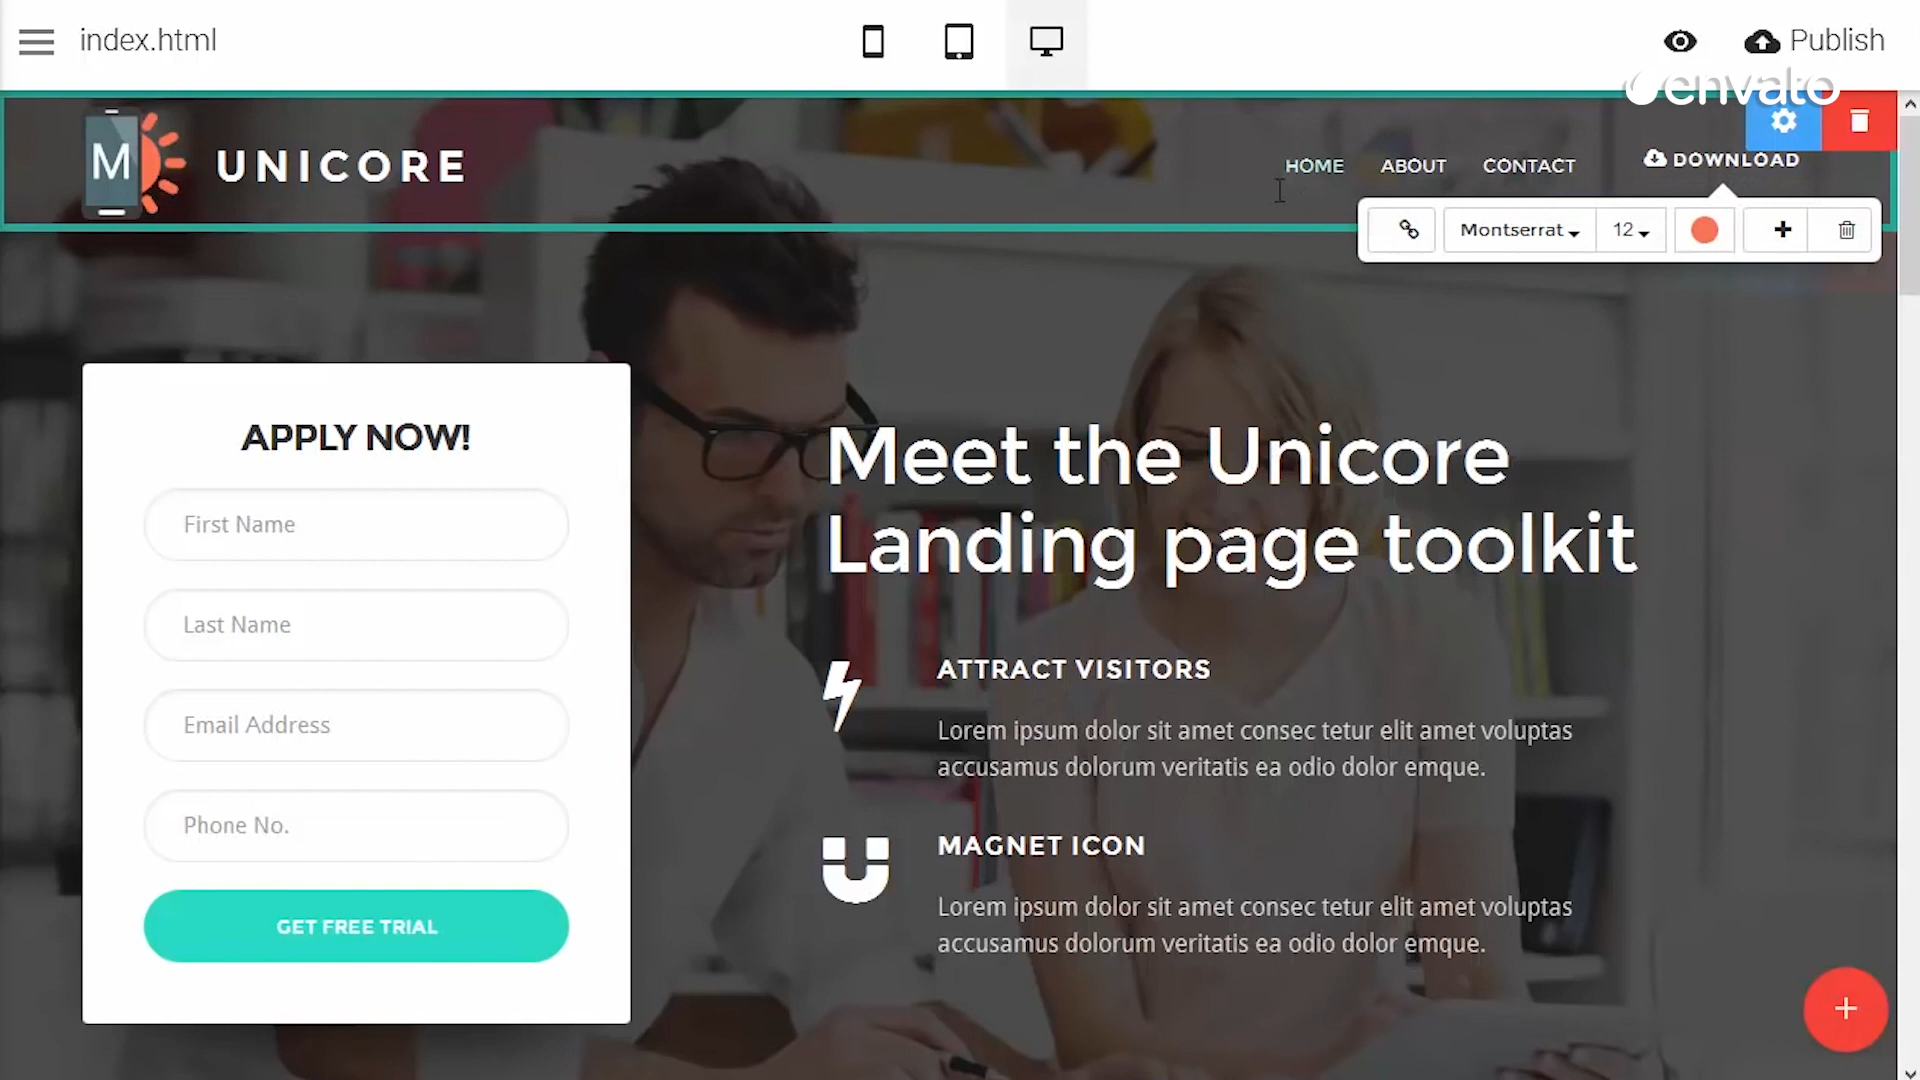 index.html
Publish
envato
M
UNICORE
HOME ABOUT CONTACT DOWNLOAD
Montserrat 12
APPLY NOW!
First Name
Last Name
Email Address
Phone No.
GET FREE TRIAL
Meet the Unicore
Landing page toolkit
ATTRACT VISITORS
Lorem ipsum dolor sit amet consec tetur elit amet voluptas
accusamus dolorum veritatis ea odio dolor emque.
MAGNET ICON
Lorem ipsum dolor sit amet consec tetur elit amet voluptas
accusamus dolorum veritatis ea odio dolor emque.